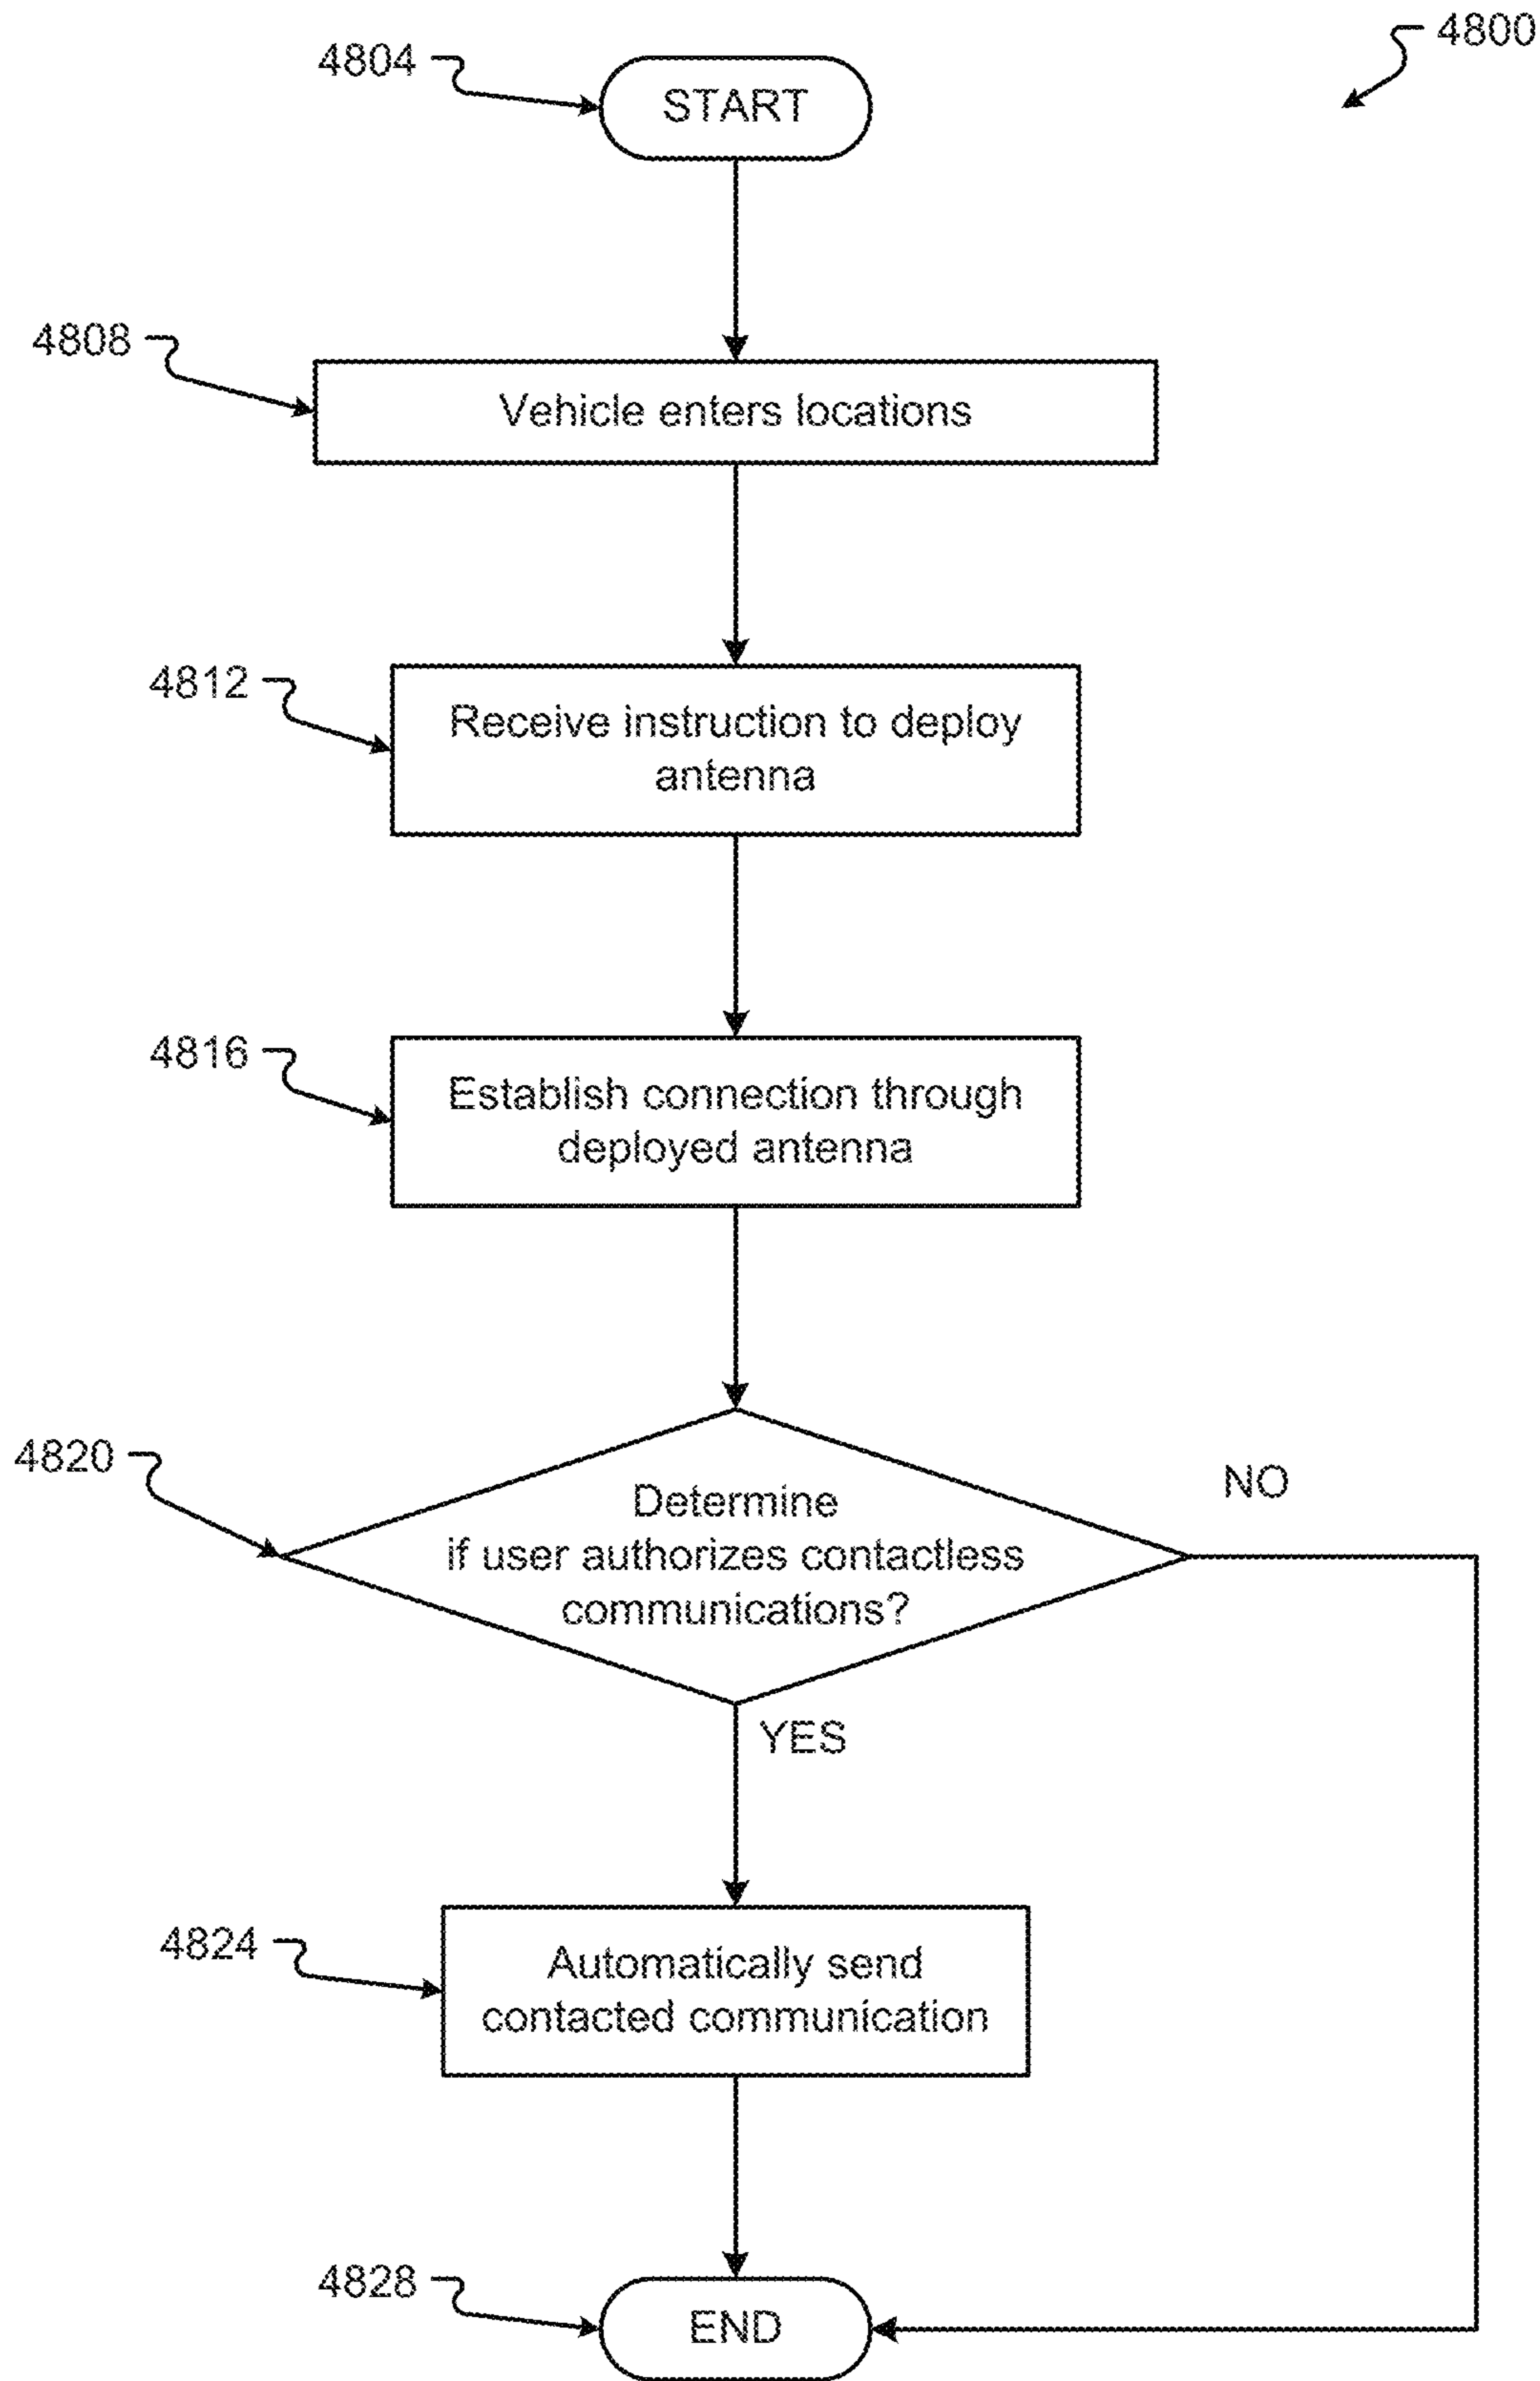 4800
4804
START
4808
Vehicle enters locations
4812
Receive instruction to deploy
antenna
4816
Establish connection through
deployed antenna
4820
Determine
if user authorizes contactless
communications?
NO
YES
4824
Automatically send
contacted communication
4828
END